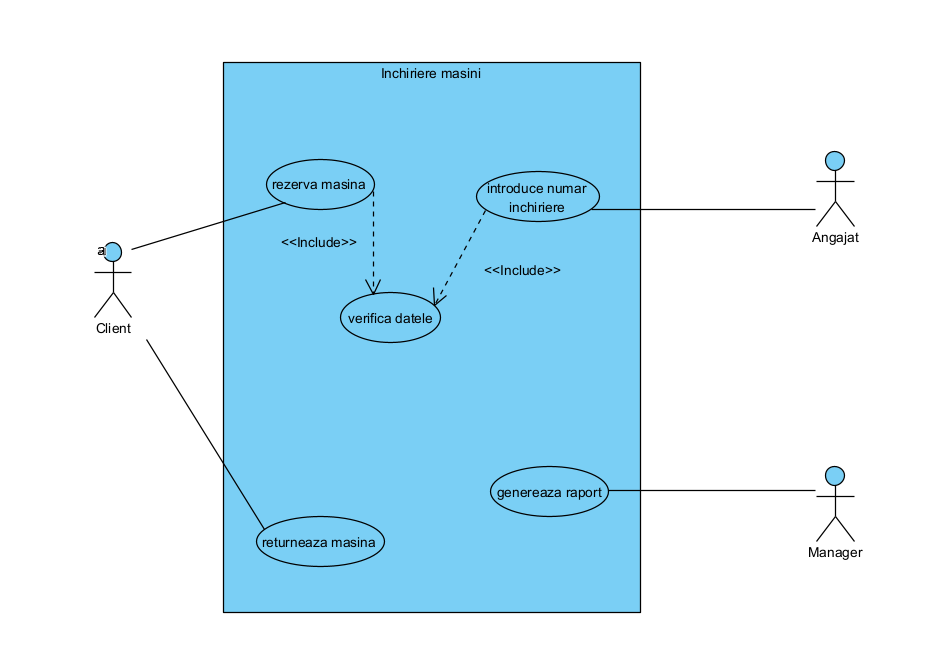 Inchiriere masini
rezerva masina
introduce numar
inchiriere
<<Include>>
<<Include>>
verifica datele
a
Client
Angajat
genereaza raport
returneaza masina
Manager